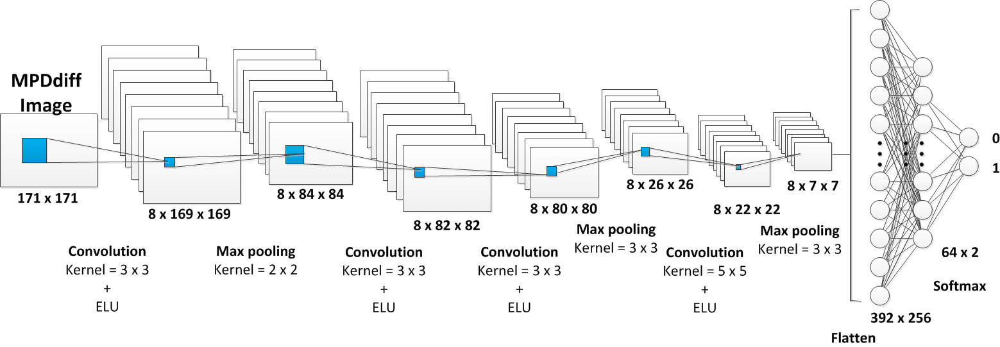 MPDdiff
Image
171 x 171
8 x 169 x 169
8 x 84 x 84
8 x 82 x 82
8 x 80 x 80
8 x 26 x 26
8 x 22 x 22
8 x 7 x 7
Convolution
Kernel = 3 x 3
+
ELU
Max pooling
Kernel = 2 x 2
Convolution
Kernel = 3 x 3
+
ELU
Convolution
Kernel = 3 x 3
+
ELU
Max pooling
Kernel = 3 x 3
Convolution
Kernel = 5 x 5
+
ELU
Max pooling
Kernel = 3 x 3
0
1
64 x 2
Softmax
392 x 256
Flatten